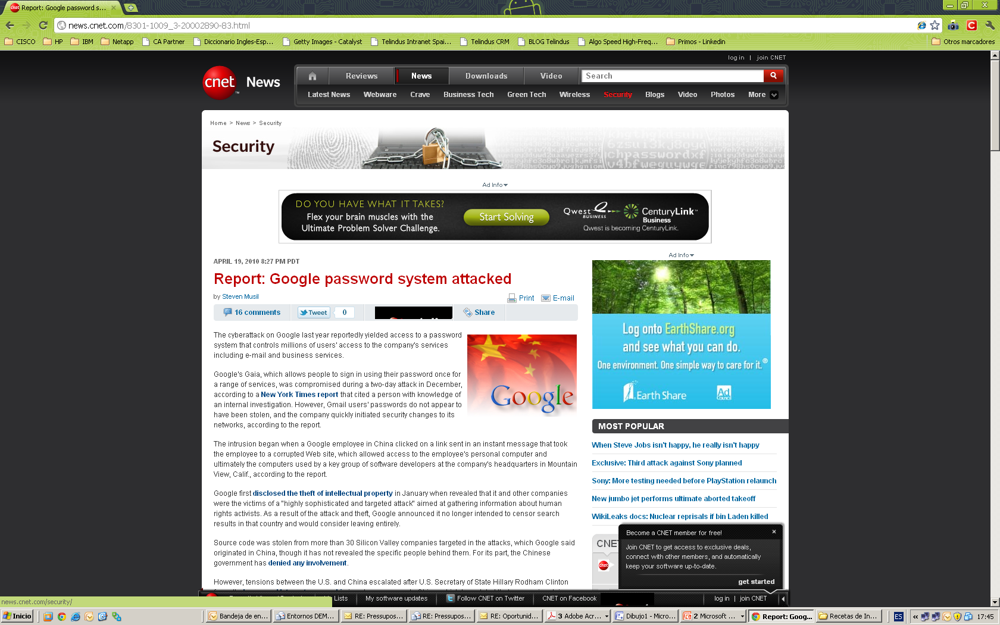 Report: Google password s...
news.cnet.com/8301-1009_3-20002890-83.html
CISCO HP IBM Netapp CA Partner Diccionario Ingles-Esp... Getty Images - Catalyst Telindus Intranet Spai... Telindus CRM BLOG Telindus Algo Speed High-Freq... Primos - Linkedin Otros marcadores
log in | join CNET
cnet News
Reviews News Downloads Video Search
Latest News Webware Crave Business Tech Green Tech Wireless Security Blogs Video Photos More
Home > News > Security
Security
Ad Info
DO YOU HAVE WHAT IT TAKES?
Flex your brain muscles with the
Ultimate Problem Solver Challenge.
Start Solving
Qwest BUSINESS CenturyLink™ Business
Qwest is becoming CenturyLink.
APRIL 19, 2010 8:27 PM PDT
Report: Google password system attacked
by Steven Musil
Print E-mail
16 comments Tweet 0 Share
The cyberattack on Google last year reportedly yielded access to a password
system that controls millions of users' access to the company's services
including e-mail and business services.
Google's Gaia, which allows people to sign in using their password once for
a range of services, was compromised during a two-day attack in December,
according to a New York Times report that cited a person with knowledge of
an internal investigation. However, Gmail users' passwords do not appear to
have been stolen, and the company quickly initiated security changes to its
networks, according to the report.
Google
The intrusion began when a Google employee in China clicked on a link sent in an instant message that took
the employee to a corrupted Web site, which allowed access to the employee's personal computer and
ultimately the computers used by a key group of software developers at the company's headquarters in Mountain
View, Calif., according to the report.
Google first disclosed the theft of intellectual property in January when revealed that it and other companies
were the victims of a "highly sophisticated and targeted attack" aimed at gathering information about human
rights activists. As a result of the attack and theft, Google announced it no longer intended to censor search
results in that country and would consider leaving entirely.
Source code was stolen from more than 30 Silicon Valley companies targeted in the attacks, which Google said
originated in China, though it has not revealed the specific people behind them. For its part, the Chinese
government has denied any involvement.
However, tensions between the U.S. and China escalated after U.S. Secretary of State Hillary Rodham Clinton
Ad Info
Log onto EarthShare.org
and see what you can do.
One environment. One simple way to care for it.®
Earth Share Ad Council
MOST POPULAR
When Steve Jobs isn't happy, he really isn't happy
Exclusive: Third attack against Sony planned
Sony: More testing needed before PlayStation relaunch
New jumbo jet performs ultimate aborted takeoff
WikiLeaks docs: Nuclear reprisals if bin Laden killed
CNE
cnet
Become a CNET member for free!
Join CNET to get access to exclusive deals,
connect with other members, and automatically
keep your software up-to-date.
get started
Lists My software updates Follow CNET on Twitter CNET on Facebook log in | join CNET
news.cnet.com/security/
Inicio Bandeja de en... Entornos DEM... RE: Pressupos... RE: Pressupos... RE: Oportunid... 3 Adobe Acr... Dibujo1 - Micro... 2 Microsoft ... Report: Goog... Recetas de In... ES « 17:45